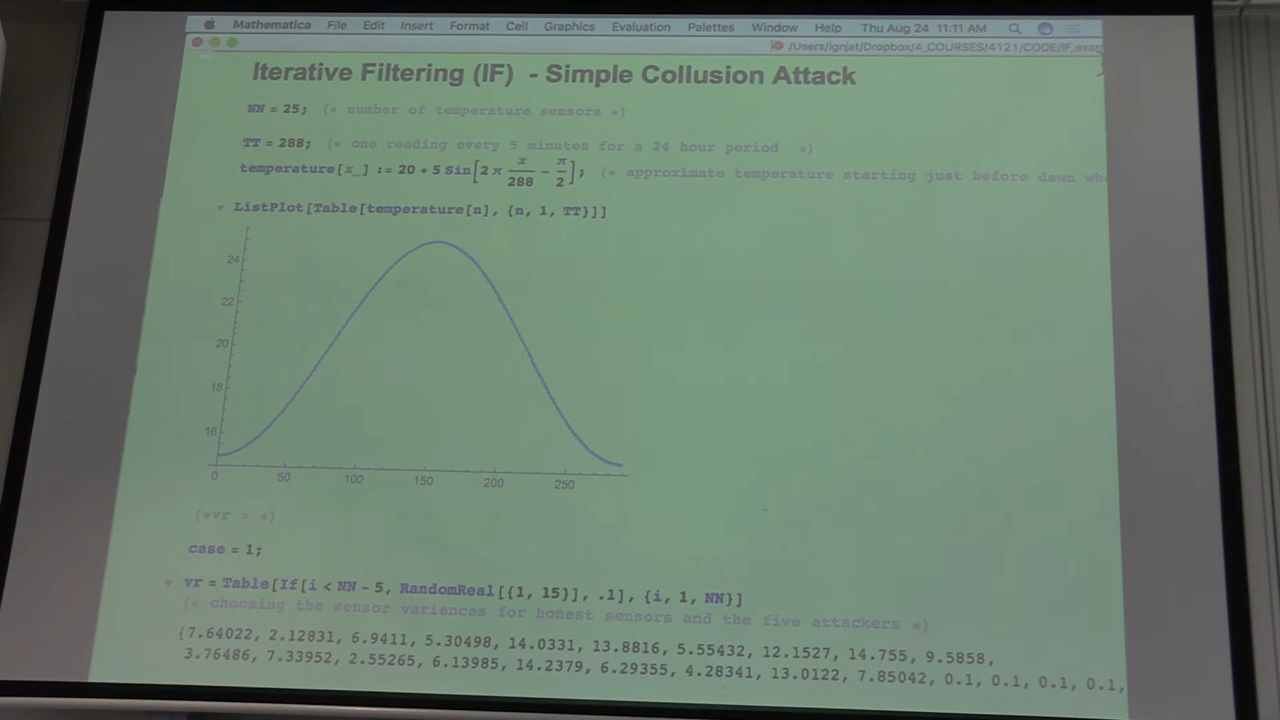 Mathematica File Edit Insert Format Cell Graphics Evaluation Palettes Window Help Thu Aug 24 11:11 AM
/Users/ignjat/Dropbox/4_COURSES/4121/CODE/IF_exa
Iterative Filtering (IF) - Simple Collusion Attack
NN = 25; (* number of temperature sensors *)
TT = 288; (* one reading every 5 minutes for a 24 hour period *)
temperature[x_] := 20 + 5 Sin[2 π x/288 - π/2]; (* approximate temperature starting just before dawn
ListPlot[Table[temperature[n], {n, 1, TT}]]
24
22
20
18
16
0 50 100 150 200 250
(*vr = *)
case = 1;
vr = Table[If[i < NN - 5, RandomReal[{1, 15}], .1], {i, 1, NN}]
(* choosing the sensor variances for honest sensors and the five attackers *)
{7.64022, 2.12831, 6.9411, 5.30498, 14.0331, 13.8816, 5.55432, 12.1527, 14.755, 9.5858,
3.76486, 7.33952, 2.55265, 6.13985, 14.2379, 6.29355, 4.28341, 13.0122, 7.85042, 0.1, 0.1, 0.1, 0.1,